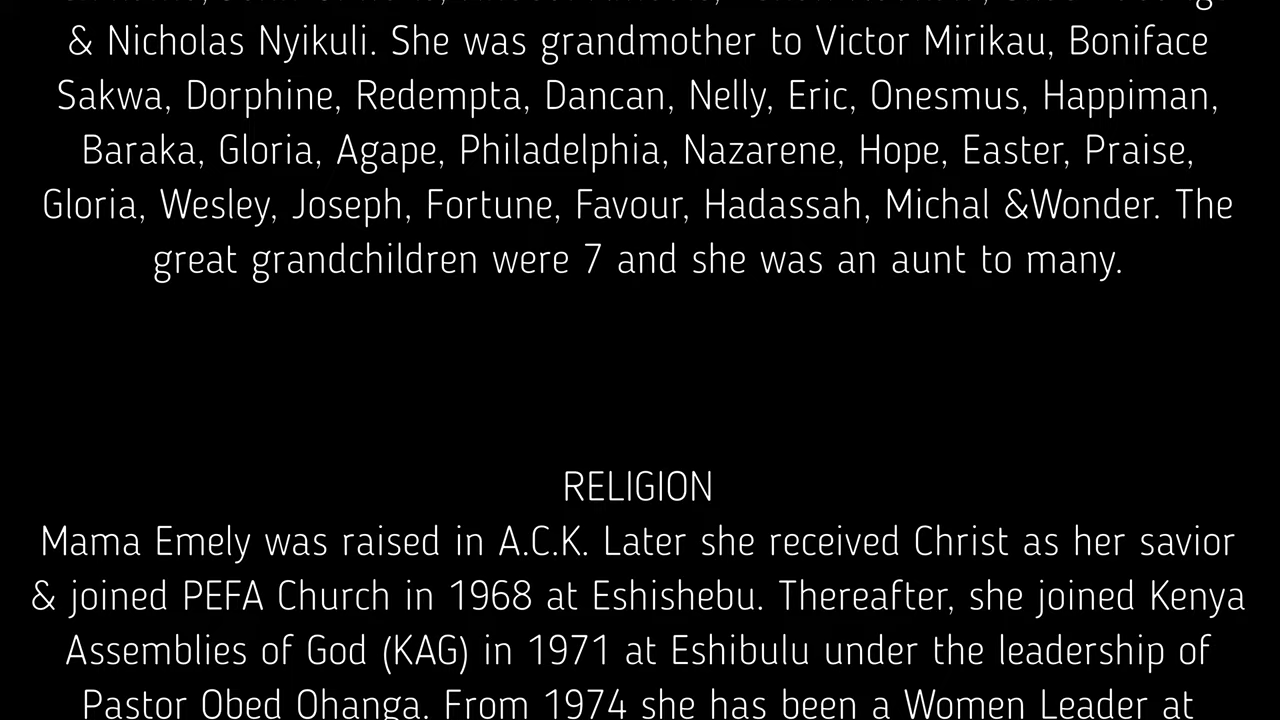 & Nicholas Nyikuli. She was grandmother to Victor Mirikau, Boniface
Sakwa, Dorphine, Redempta, Dancan, Nelly, Eric, Onesmus, Happiman,
Baraka, Gloria, Agape, Philadelphia, Nazarene, Hope, Easter, Praise,
Gloria, Wesley, Joseph, Fortune, Favour, Hadassah, Michal &Wonder. The
great grandchildren were 7 and she was an aunt to many.
RELIGION
Mama Emely was raised in A.C.K. Later she received Christ as her savior
& joined PEFA Church in 1968 at Eshishebu. Thereafter, she joined Kenya
Assemblies of God (KAG) in 1971 at Eshibulu under the leadership of
Pastor Obed Ohanga. From 1974 she has been a Women Leader at